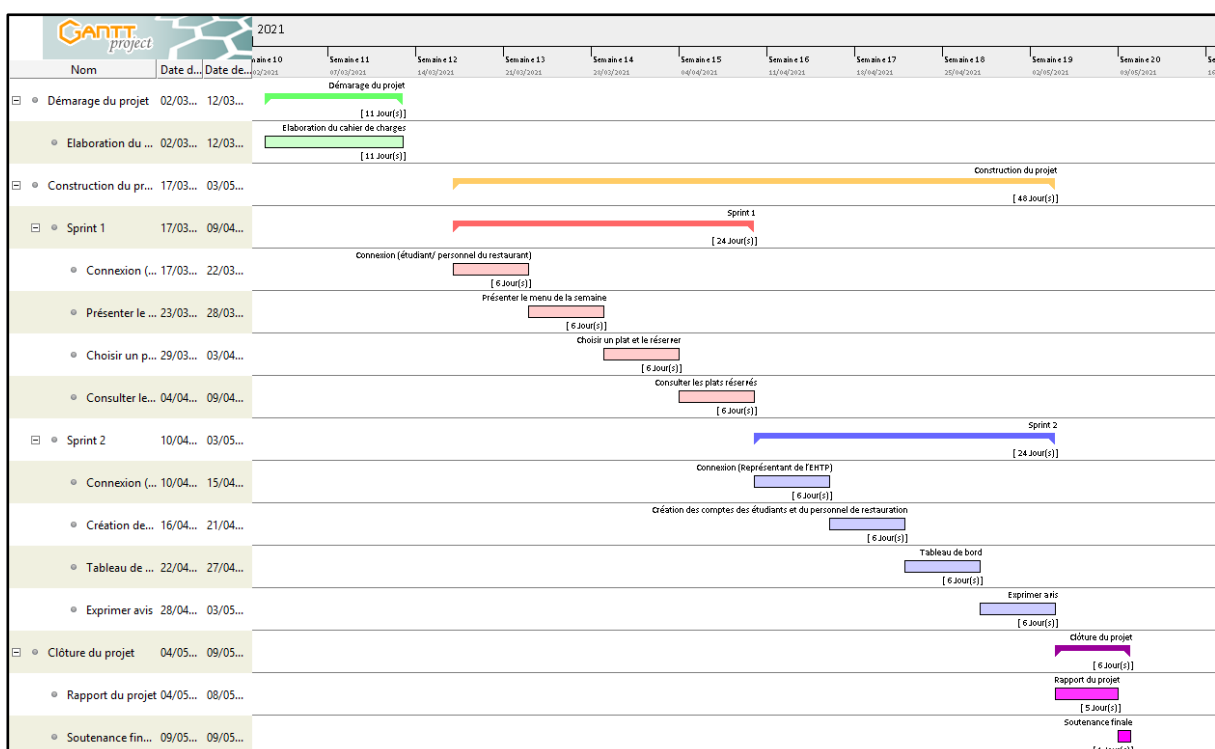 GANTT
project
2021
Semaine 11 Semaine 12 Semaine 13 Semaine 14 Semaine 15 Semaine 16 Semaine 17 Semaine 18 Semaine 19 Semaine 20
02/2021 07/03/2021 14/03/2021 21/03/2021 28/03/2021 04/04/2021 11/04/2021 18/04/2021 25/04/2021 02/05/2021 09/05/2021
Nom Date d... Date de...
Démarage du projet 02/03... 12/03...
Démarage du projet
[ 11 Jour(s)]
Elaboration du ... 02/03... 12/03...
Elaboration du cahier de charges
[ 11 Jour(s)]
Construction du pr... 17/03... 03/05...
Construction du projet
[ 48 Jour(s)]
Sprint 1 17/03... 09/04...
Sprint 1
[ 24 Jour(s)]
Connexion (... 17/03... 22/03...
Connexion (étudiant/ personnel du restaurant)
[ 6 Jour(s)]
Présenter le ... 23/03... 28/03...
Présenter le menu de la semaine
[ 6 Jour(s)]
Choisir un p... 29/03... 03/04...
Choisir un plat et le réserver
[ 6 Jour(s)]
Consulter le... 04/04... 09/04...
Consulter les plats réservés
[ 6 Jour(s)]
Sprint 2 10/04... 03/05...
Sprint 2
[ 24 Jour(s)]
Connexion (... 10/04... 15/04...
Connexion (Représentant de l'EHTP)
[ 6 Jour(s)]
Création de... 16/04... 21/04...
Création des comptes des étudiants et du personnel de restauration
[ 6 Jour(s)]
Tableau de ... 22/04... 27/04...
Tableau de bord
[ 6 Jour(s)]
Exprimer avis 28/04... 03/05...
Exprimer avis
[ 6 Jour(s)]
Clôture du projet 04/05... 09/05...
Clôture du projet
[ 6 Jour(s)]
Rapport du projet 04/05... 08/05...
Rapport du projet
[ 5 Jour(s)]
Soutenance fin... 09/05... 09/05...
Soutenance finale